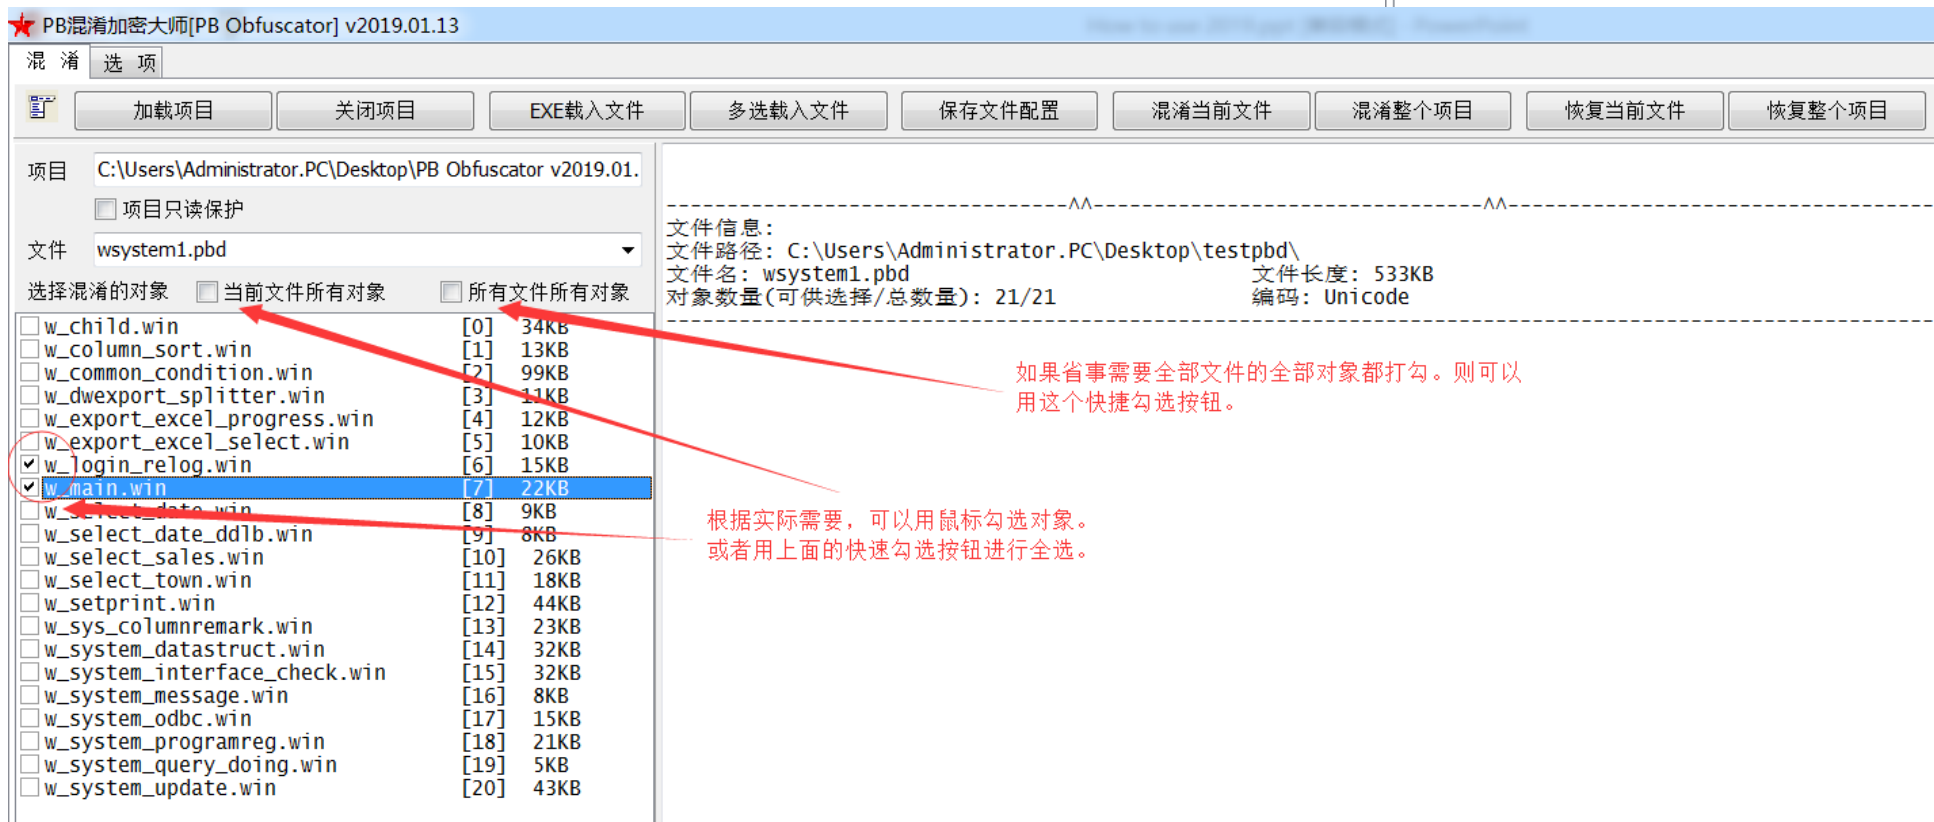 PB混淆加密大师[PB Obfuscator] v2019.01.13
混 淆 选 项
加载项目 关闭项目 EXE载入文件 多选载入文件 保存文件配置 混淆当前文件 混淆整个项目 恢复当前文件 恢复整个项目
项目 C:\Users\Administrator.PC\Desktop\PB Obfuscator v2019.01.
项目只读保护
文件 wsystem1.pbd
选择混淆的对象 当前文件所有对象 所有文件所有对象
w_child.win [0] 34KB
w_column_sort.win [1] 13KB
w_common_condition.win [2] 99KB
w_dwexport_splitter.win [3] 11KB
w_export_excel_progress.win [4] 12KB
w_export_excel_select.win [5] 10KB
w_login_relog.win [6] 15KB
w_main.win [7] 22KB
w_select_date.win [8] 9KB
w_select_date_ddlb.win [9] 8KB
w_select_sales.win [10] 26KB
w_select_town.win [11] 18KB
w_setprint.win [12] 44KB
w_sys_columnremark.win [13] 23KB
w_system_datastruct.win [14] 32KB
w_system_interface_check.win [15] 32KB
w_system_message.win [16] 8KB
w_system_odbc.win [17] 15KB
w_system_programreg.win [18] 21KB
w_system_query_doing.win [19] 5KB
w_system_update.win [20] 43KB
---------------------------------^^--------------------------------^^-----------------------------------
文件信息:
文件路径: C:\Users\Administrator.PC\Desktop\testpbd\
文件名: wsystem1.pbd 文件长度: 533KB
对象数量(可供选择/总数量): 21/21 编码: Unicode
--------------------------------------------------------------------------------------------------------
如果省事需要全部文件的全部对象都打勾。则可以
用这个快捷勾选按钮。
根据实际需要，可以用鼠标勾选对象。
或者用上面的快速勾选按钮进行全选。